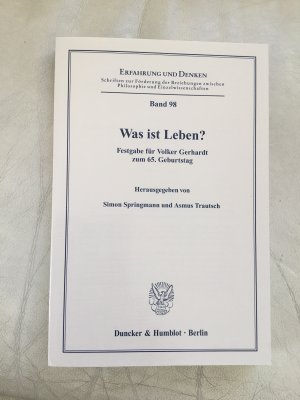 ERFAHRUNG UND DENKEN
Schriften zur Förderung der Beziehungen zwischen
Philosophie und Einzelwissenschaften
Band 98
Was ist Leben?
Festgabe für Volker Gerhardt
zum 65. Geburtstag
Herausgegeben von
Simon Springmann und Asmus Trautsch
Duncker & Humblot · Berlin